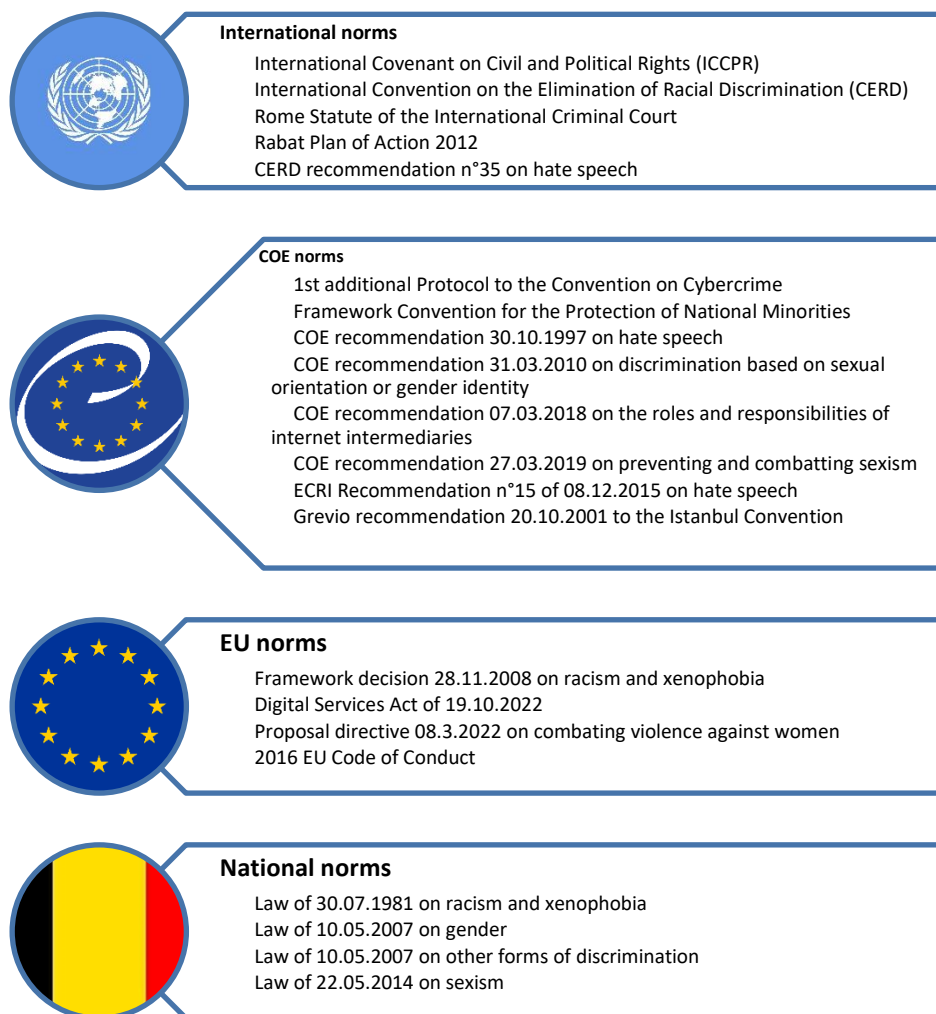 International norms
International Covenant on Civil and Political Rights (ICCPR)
International Convention on the Elimination of Racial Discrimination (CERD)
Rome Statute of the International Criminal Court
Rabat Plan of Action 2012
CERD recommendation n°35 on hate speech
COE norms
1st additional Protocol to the Convention on Cybercrime
Framework Convention for the Protection of National Minorities
COE recommendation 30.10.1997 on hate speech
COE recommendation 31.03.2010 on discrimination based on sexual
orientation or gender identity
COE recommendation 07.03.2018 on the roles and responsibilities of
internet intermediaries
COE recommendation 27.03.2019 on preventing and combatting sexism
ECRI Recommendation n°15 of 08.12.2015 on hate speech
Grevio recommendation 20.10.2001 to the Istanbul Convention
EU norms
Framework decision 28.11.2008 on racism and xenophobia
Digital Services Act of 19.10.2022
Proposal directive 08.3.2022 on combating violence against women
2016 EU Code of Conduct
National norms
Law of 30.07.1981 on racism and xenophobia
Law of 10.05.2007 on gender
Law of 10.05.2007 on other forms of discrimination
Law of 22.05.2014 on sexism